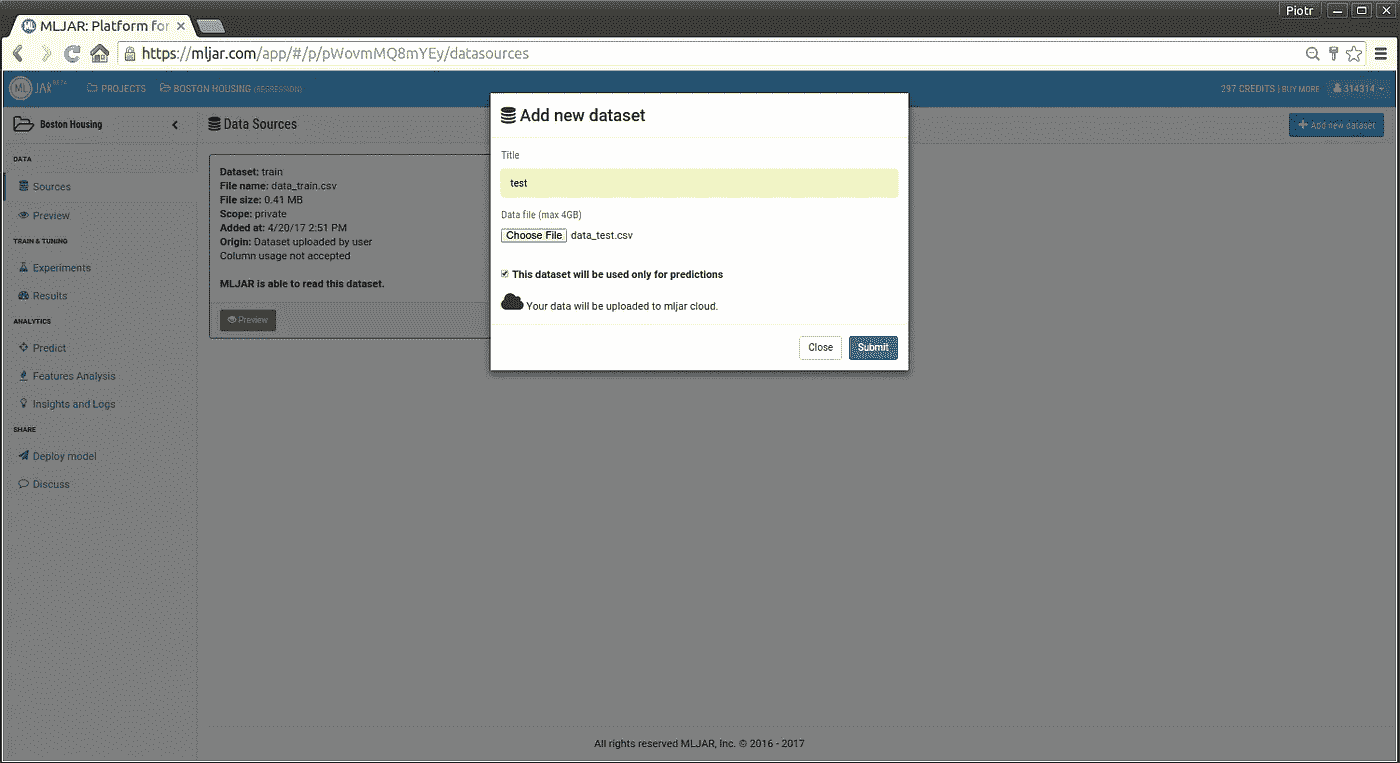 Piotr
MLJAR: Platform for
https://mljar.com/app/#/p/pWovmMQ8mYEy/datasources
MLJAR BETA PROJECTS BOSTON HOUSING (REGRESSION) 297 CREDITS | BUY MORE 314314
Boston Housing
Data Sources
Add new dataset
DATA
Sources
Preview
TRAIN & TUNING
Experiments
Results
ANALYTICS
Predict
Features Analysis
Insights and Logs
SHARE
Deploy model
Discuss
Dataset: train
File name: data_train.csv
File size: 0.41 MB
Scope: private
Added at: 4/20/17 2:51 PM
Origin: Dataset uploaded by user
Column usage not accepted
MLJAR is able to read this dataset.
Preview
Add new dataset
Title
test
Data file (max 4GB)
Choose File data_test.csv
This dataset will be used only for predictions
Your data will be uploaded to mljar cloud.
Close Submit
All rights reserved MLJAR, Inc. © 2016 - 2017